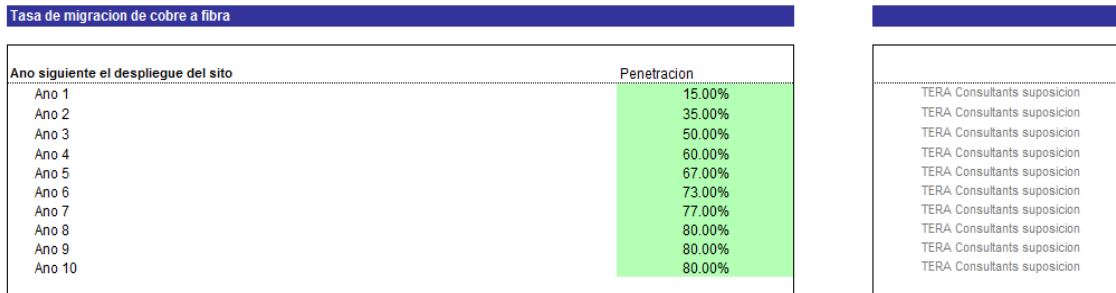 Tasa de migracion de cobre a fibra
Ano siguiente el despliegue del sito Penetracion
Ano 1 15.00% TERA Consultants suposicion
Ano 2 35.00% TERA Consultants suposicion
Ano 3 50.00% TERA Consultants suposicion
Ano 4 60.00% TERA Consultants suposicion
Ano 5 67.00% TERA Consultants suposicion
Ano 6 73.00% TERA Consultants suposicion
Ano 7 77.00% TERA Consultants suposicion
Ano 8 80.00% TERA Consultants suposicion
Ano 9 80.00% TERA Consultants suposicion
Ano 10 80.00% TERA Consultants suposicion